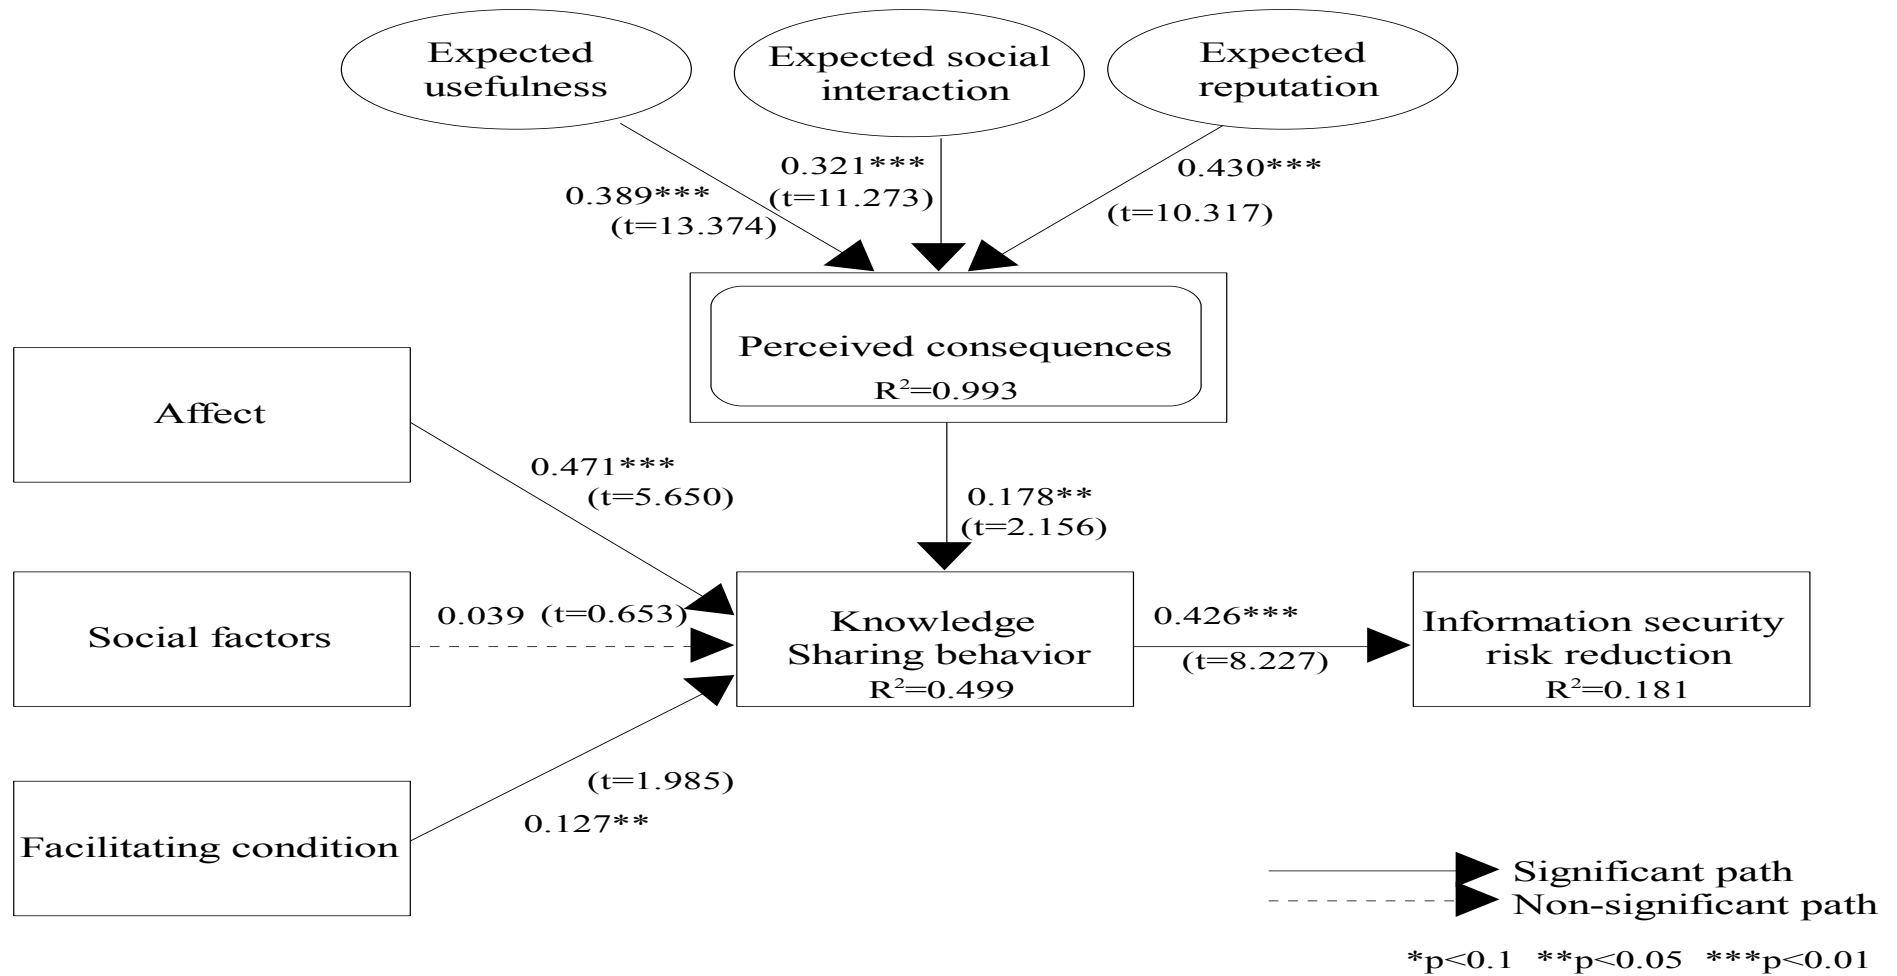 Expected
usefulness
Expected social
interaction
Expected
reputation
0.389***
(t=13.374)
0.321***
(t=11.273)
0.430***
(t=10.317)
Perceived consequences
R²=0.993
Affect
0.471***
(t=5.650)
0.178**
(t=2.156)
Social factors
0.039 (t=0.653)
Knowledge
Sharing behavior
R²=0.499
0.426***
(t=8.227)
Information security
risk reduction
R²=0.181
Facilitating condition
(t=1.985)
0.127**
Significant path
Non-significant path
*p<0.1 **p<0.05 ***p<0.01